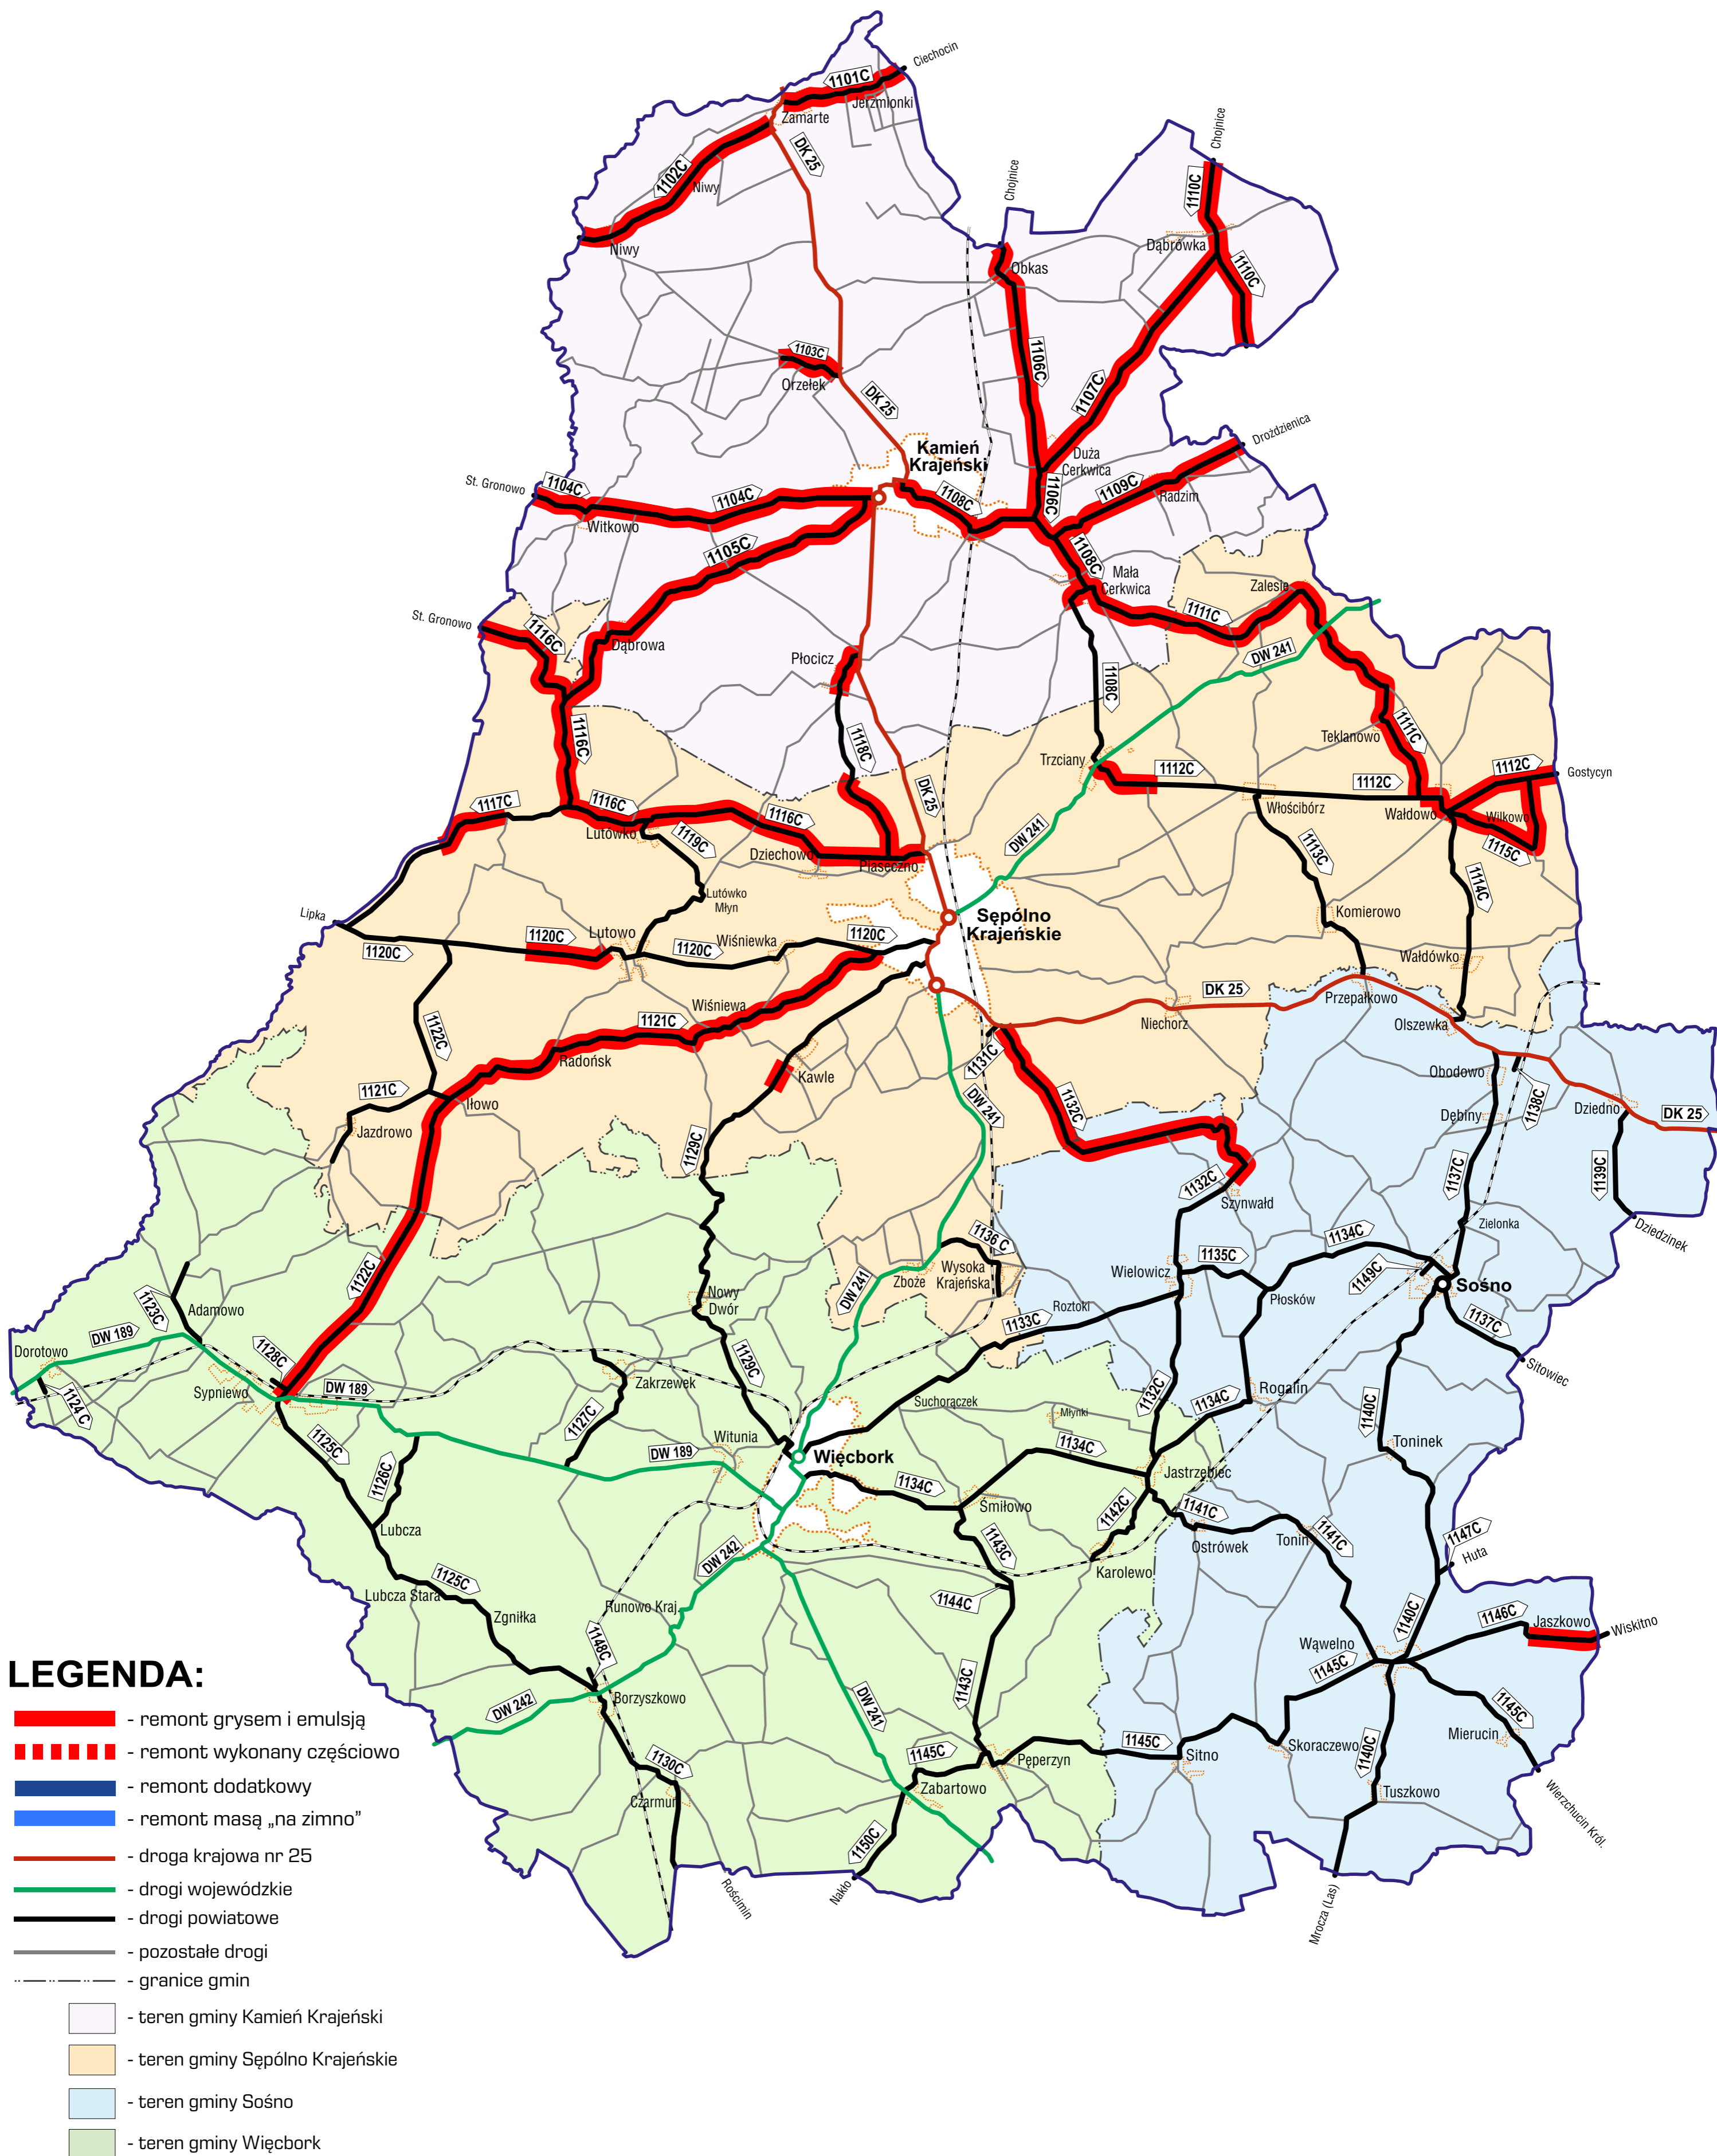 Ciechocin
1101C
Jerzmionki
Zamarte
Chojnice
DK 25
Chojnice
1102C
Niwy
1110C
Niwy
Dąbrówka
Obkas
1110C
1103C
1106C
Orzełek
1107C
DK 25
Kamień
Krajeński
Duża
Cerkwica
Drożdzienica
St. Gronowo
1104C
1104C
1108C
1106C
1109C
Radzim
Witkowo
1105C
1108C
Mała
Cerkwica
Zalesie
St. Gronowo
1116C
1111C
Dąbrowa
DW 241
Płocicz
1108C
1116C
1118C
1111C
Teklanowo
Trzciany
1112C
1112C
1112C
Gostycyn
DK 25
1117C
1116C
1116C
Włościbórz
Wałdowo
Wilkowo
Lutówko
1119C
DW 241
1113C
1115C
Dziechowo
Piaseczno
1114C
Lutówko
Młyn
Lipka
Sępólno
Krajeńskie
Komierowo
Lutowo
1120C
1120C
Wiśniewka
1120C
1120C
Wałdówko
Przepałkowo
DK 25
Wiśniewa
1121C
Niechorz
Olszewka
1122C
Radońsk
1131C
Kawle
Obodowo
1121C
Iłowo
DW 241
1132C
1138C
Dziedno
Dębiny
DK 25
Jazdrowo
1129C
1132C
1137C
1139C
Szynwałd
Zielonka
Dziedzinek
1136 C
1134C
1122C
Zboże
Wysoka
Krajeńska
Wielowicz
1135C
1149C
Sośno
1123C
Adamowo
Nowy
Dwór
DW 241
Roztoki
1133C
Płosków
DW 189
1137C
Dorotowo
1128C
1129C
Sitowiec
Sypniewo
DW 189
Zakrzewek
Rogalin
1124 C
1127C
Suchorączek
Młynki
1132C
1134C
1140C
1125C
Witunia
DW 189
Więcbork
1134C
Toninek
1126C
1134C
Jastrzębiec
Śmiłowo
1142C
1141C
1147C
Lubcza
Ostrówek
Tonin
1141C
Huta
DW 242
1143C
Karolewo
1125C
Lubcza Stara
1144C
Zgniłka
Runowo Kraj.
1140C
1146C
Jaszkowo
Wiskitno
1148C
Wąwelno
1145C
1143C
Borzyszkowo
DW 242
DW 241
1145C
Mierucin
1145C
1145C
Skoraczewo
1140C
Sitno
1130C
Pęperzyn
Zabartowo
Czarmuń
Tuszkowo
Wierzchucin Król.
1150C
Rościmin
Nakło
Mrocza (Las)
LEGENDA:
- remont grysem i emulsją
- remont wykonany częściowo
- remont dodatkowy
- remont masą „na zimno”
- droga krajowa nr 25
- drogi wojewódzkie
- drogi powiatowe
- pozostałe drogi
- granice gmin
- teren gminy Kamień Krajeński
- teren gminy Sępólno Krajeńskie
- teren gminy Sośno
- teren gminy Więcbork